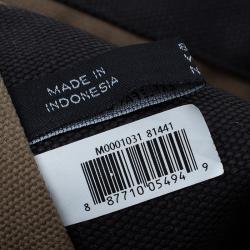 MADE IN
INDONESIA
M0001031 81441
8 87710 05494 9